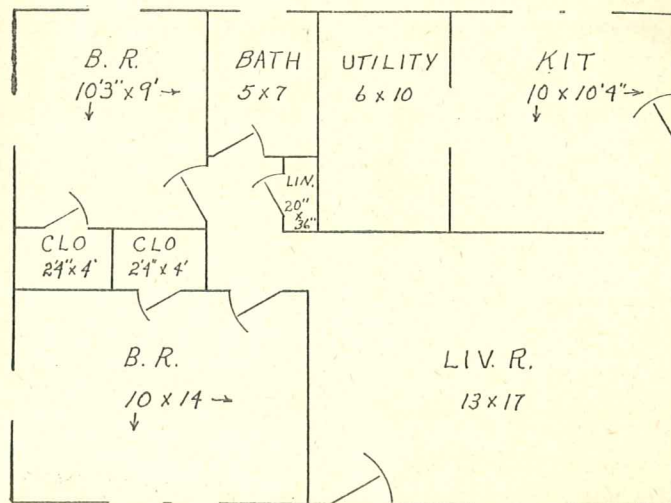 B. R.
10'3" x 9' →
↓
BATH
5 x 7
UTILITY
6 x 10
KIT
10 x 10'4" →
↓
LIN.
20"
x
36"
CLO
2'4" x 4'
CLO
2'4" x 4'
B. R.
10 x 14 →
↓
LIV. R.
13 x 17